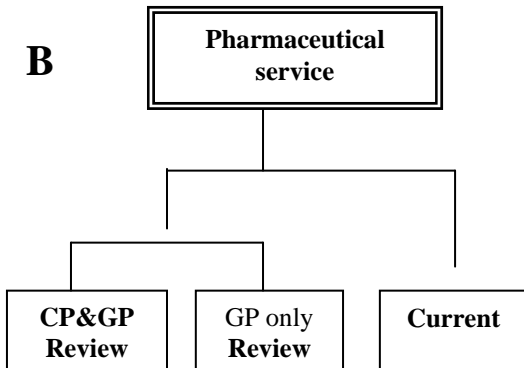 B
Pharmaceutical
service
CP&GP
Review
GP only
Review
Current